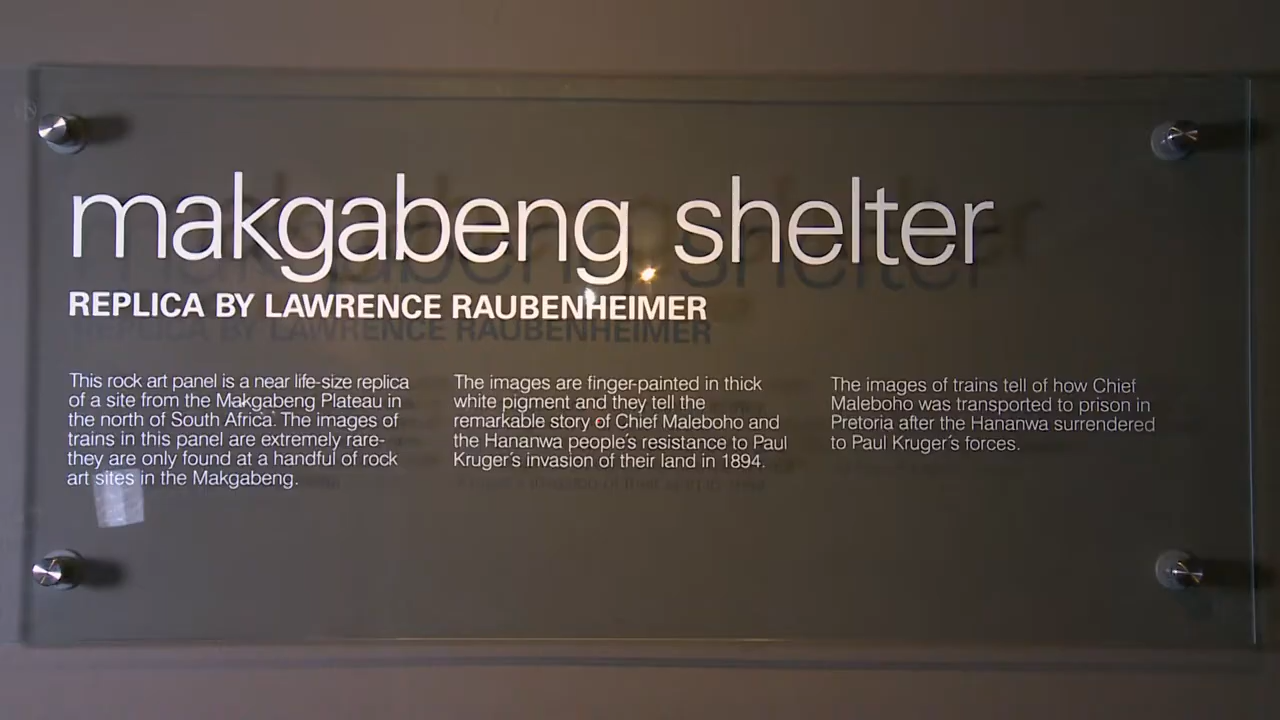 makgabeng shelter
REPLICA BY LAWRENCE RAUBENHEIMER
This rock art panel is a near life-size replica
of a site from the Makgabeng Plateau in
the north of South Africa. The images of
trains in this panel are extremely rare-
they are only found at a handful of rock
art sites in the Makgabeng.
The images are finger-painted in thick
white pigment and they tell the
remarkable story of Chief Maleboho and
the Hananwa people's resistance to Paul
Kruger's invasion of their land in 1894.
The images of trains tell of how Chief
Maleboho was transported to prison in
Pretoria after the Hananwa surrendered
to Paul Kruger's forces.